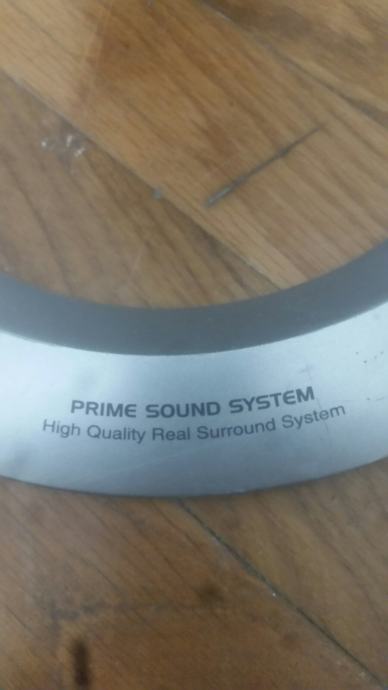 PRIME SOUND SYSTEM
High Quality Real Surround System